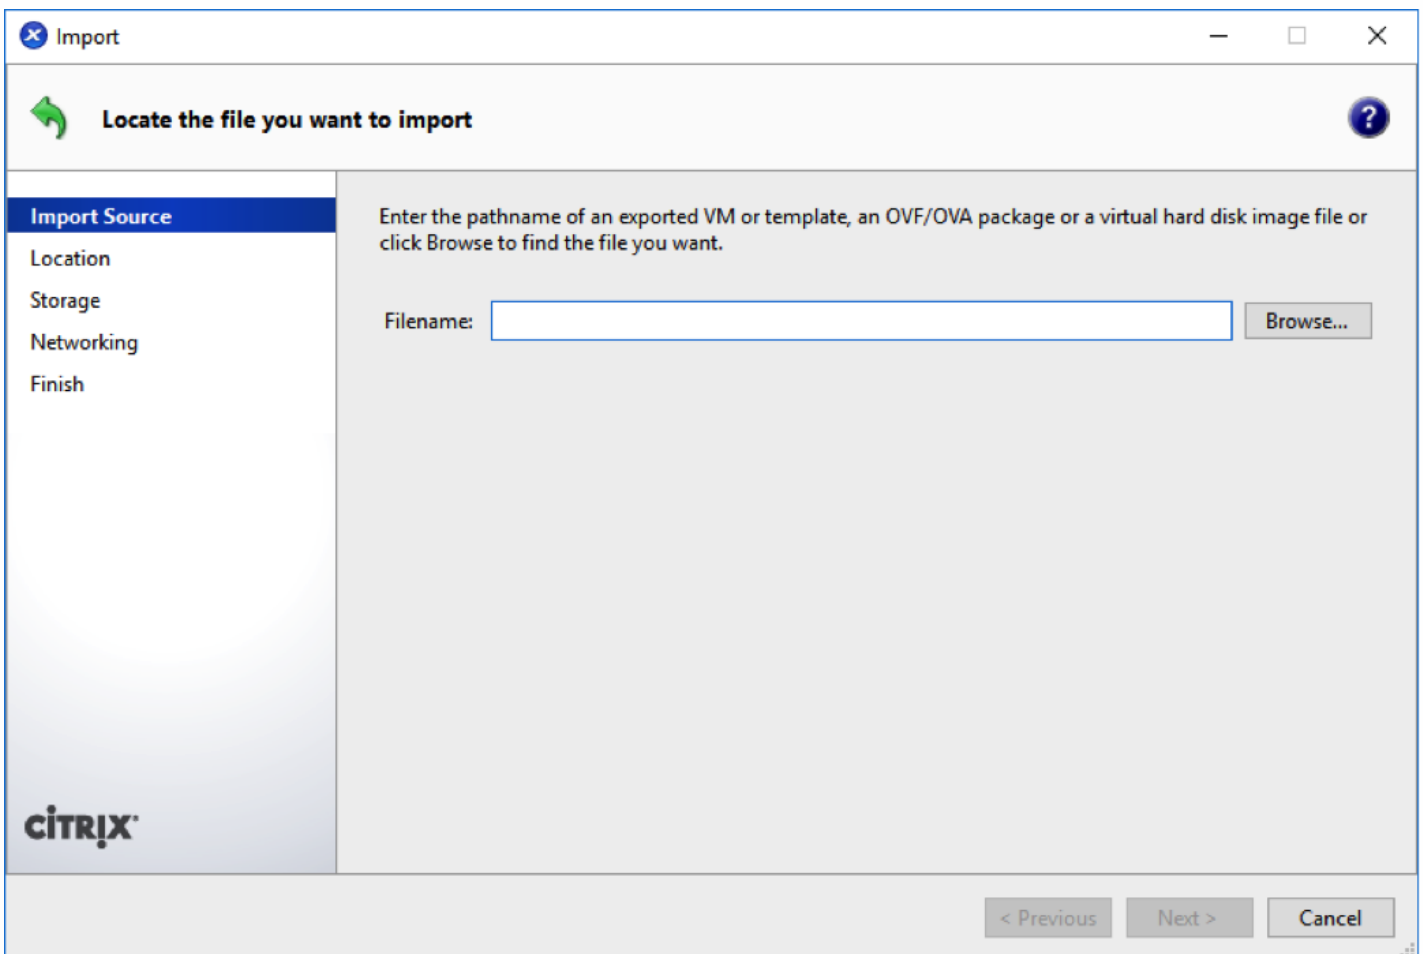 Import
Locate the file you want to import
?
Import Source
Location
Storage
Networking
Finish
Enter the pathname of an exported VM or template, an OVF/OVA package or a virtual hard disk image file or
click Browse to find the file you want.
Filename:
Browse...
CİTRIX
< Previous
Next >
Cancel